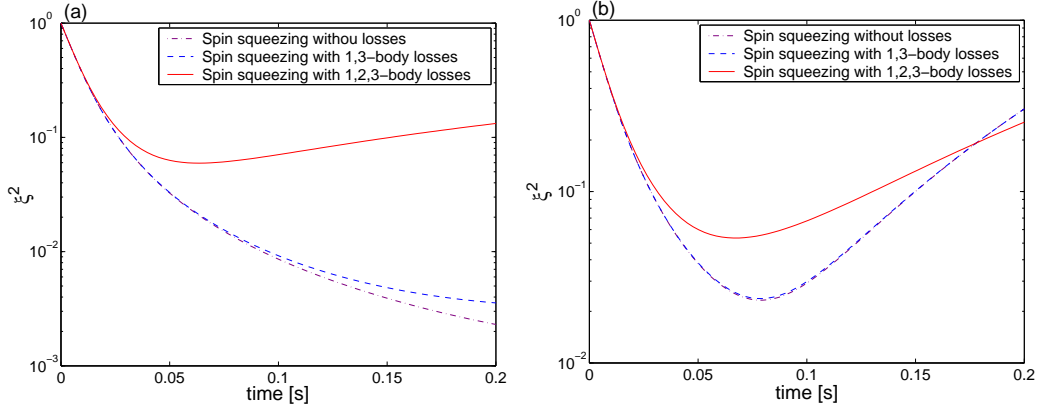 (a)
10^0
10^-1
10^-2
10^-3
ξ^2
0 0.05 0.1 0.15 0.2
time [s]
Spin squeezing withou losses
Spin squeezing with 1,3-body losses
Spin squeezing with 1,2,3-body losses
(b)
10^0
10^-1
10^-2
ξ^2
0 0.05 0.1 0.15 0.2
time [s]
Spin squeezing without losses
Spin squeezing with 1,3-body losses
Spin squeezing with 1,2,3-body losses